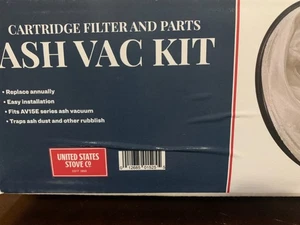 CARTRIDGE FILTER AND PARTS
ASH VAC KIT
• Replace annually
• Easy installation
• Fits AV15E series ash vacuum
• Traps ash dust and other rubblish
UNITED STATES
STOVE CO